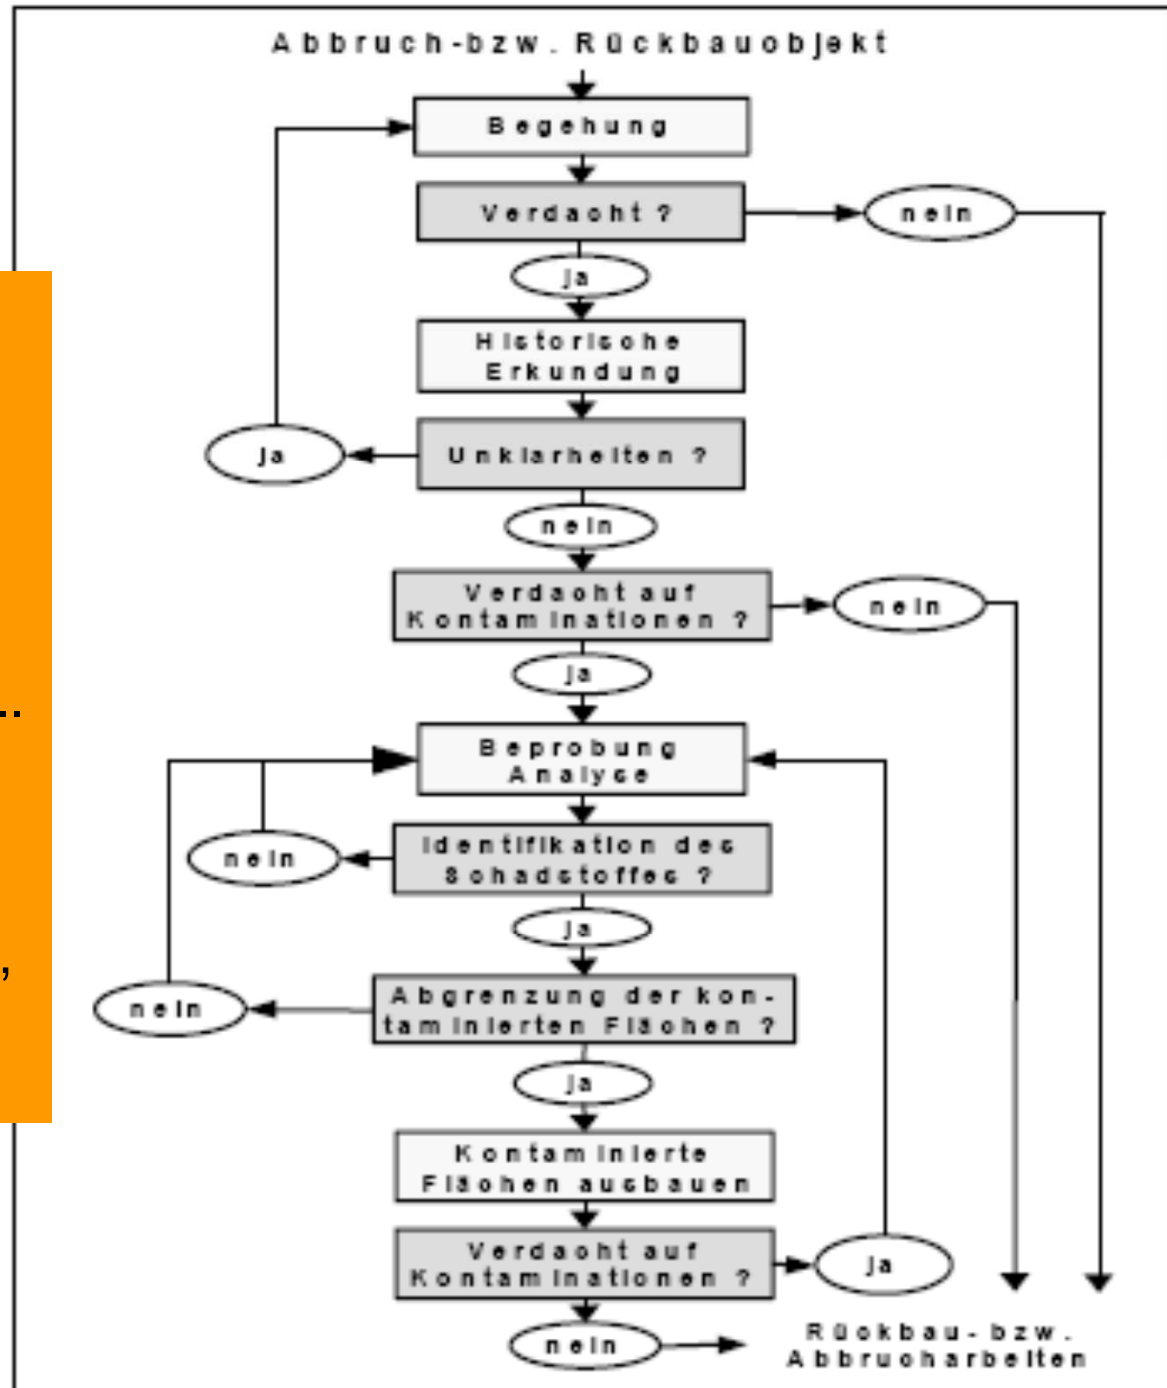 Abbruch-bzw. Rückbauobjekt
Begehung
Verdacht ?
nein
ja
Historische
Erkundung
Unklarheiten ?
ja
nein
Verdacht auf
Kontaminationen ?
nein
ja
..
Beprobung
Analyse
Identifikation des
Schadstoffes ?
nein
ja
,
Abgrenzung der kon-
taminierten Flächen ?
nein
ja
Kontaminierte
Flächen ausbauen
Verdacht auf
Kontaminationen ?
ja
nein
Rückbau- bzw.
Abbrucharbeiten